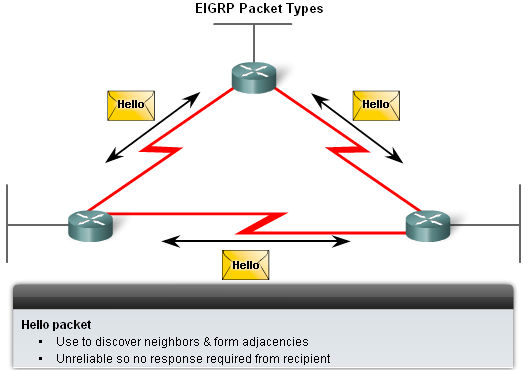 EIGRP Packet Types
Hello
Hello
Hello
Hello packet
▪ Use to discover neighbors & form adjacencies
▪ Unreliable so no response required from recipient